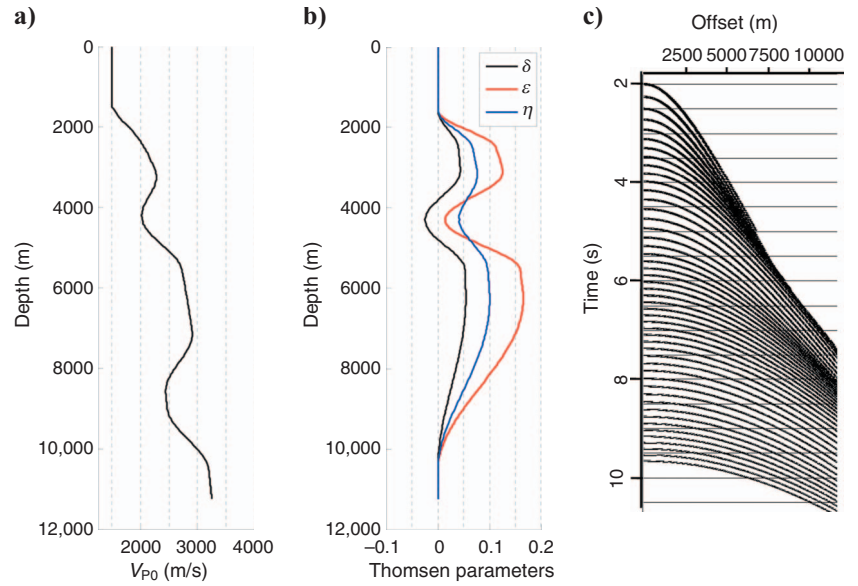 a)
0
2000
4000
6000
8000
10,000
12,000
Depth (m)
2000 3000 4000
VP0 (m/s)
b)
δ
ε
η
0
2000
4000
6000
8000
10,000
12,000
Depth (m)
−0.1 0 0.1 0.2
Thomsen parameters
c)
Offset (m)
2500 5000 7500 10000
2
4
6
8
10
Time (s)